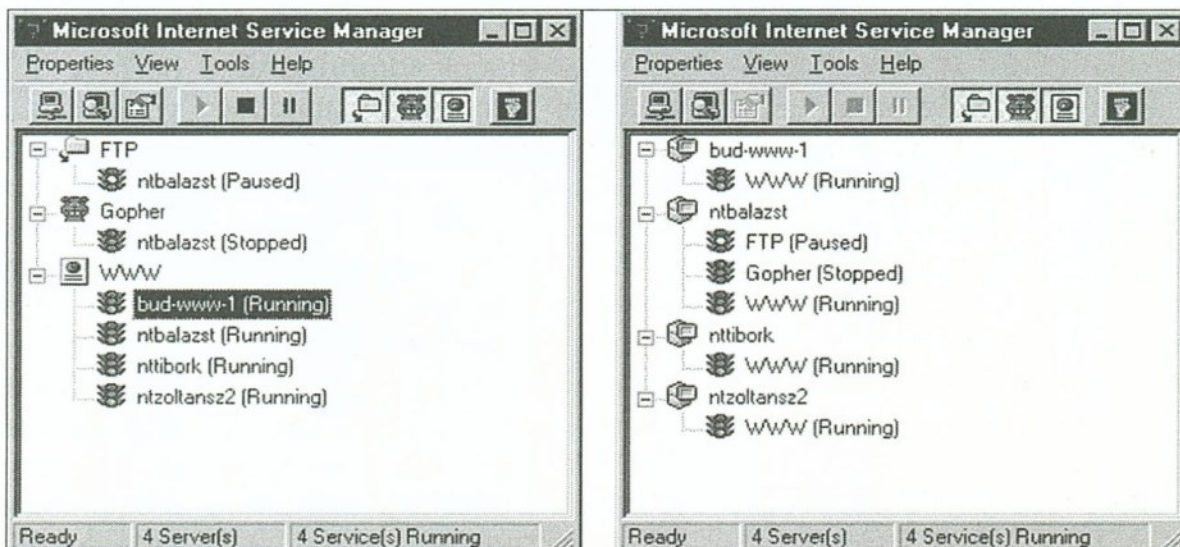 Microsoft Internet Service Manager
Properties View Tools Help
FTP
ntbalazst (Paused)
Gopher
ntbalazst (Stopped)
WWW
bud-www-1 (Running)
ntbalazst (Running)
nttibork (Running)
ntzoltansz2 (Running)
Ready 4 Server(s) 4 Service(s) Running
Microsoft Internet Service Manager
Properties View Tools Help
bud-www-1
WWW (Running)
ntbalazst
FTP (Paused)
Gopher (Stopped)
WWW (Running)
nttibork
WWW (Running)
ntzoltansz2
WWW (Running)
Ready 4 Server(s) 4 Service(s) Running